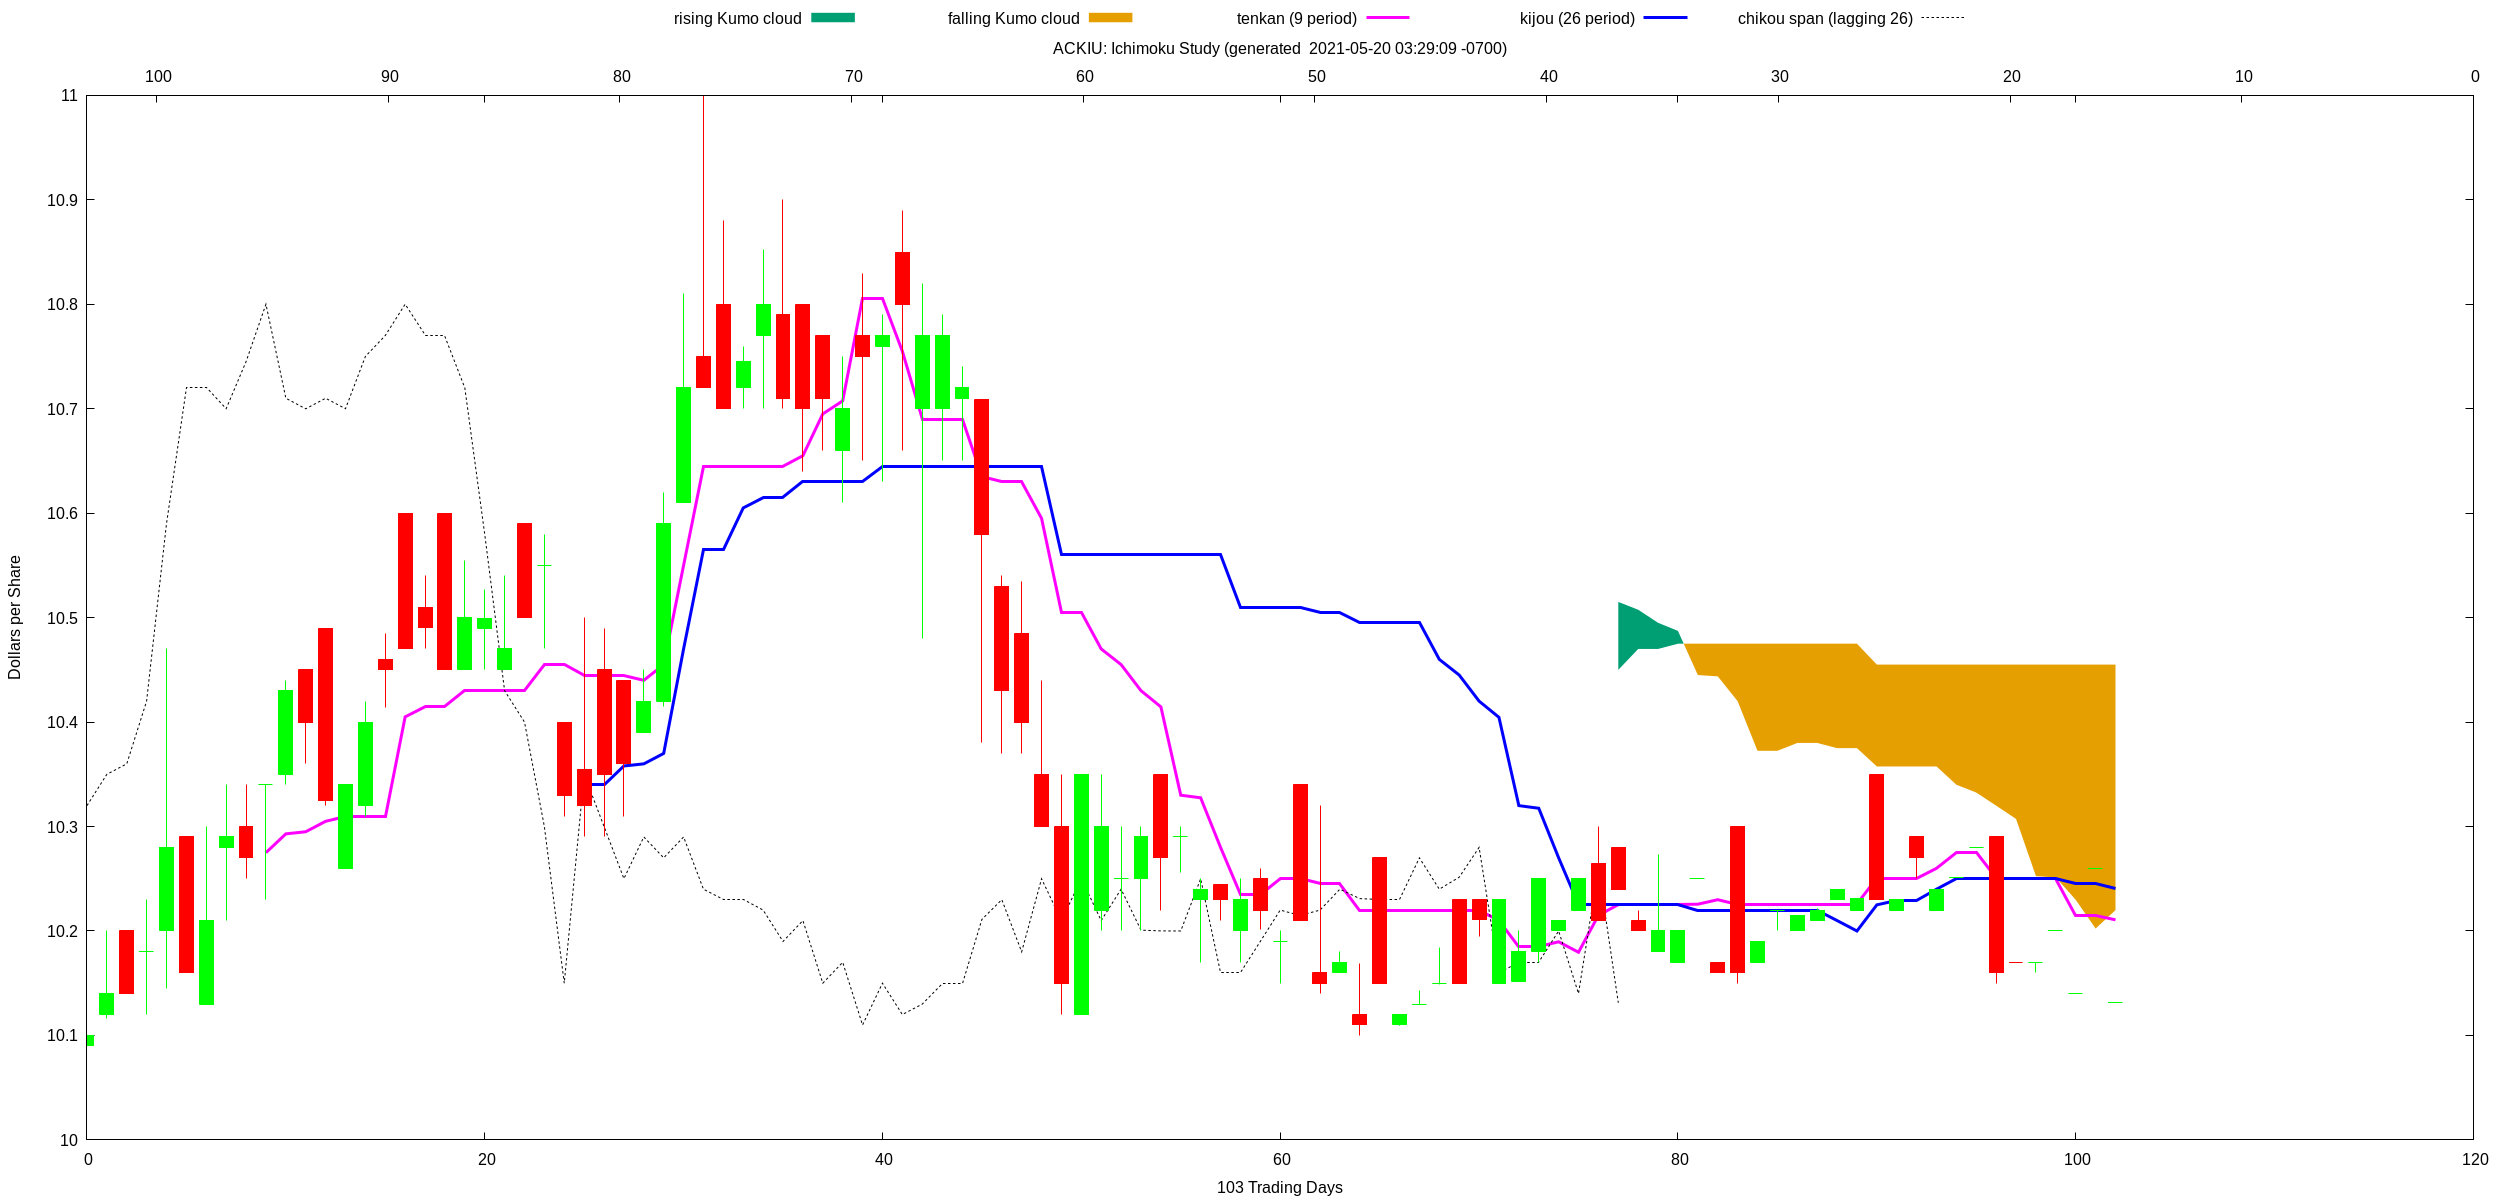 rising Kumo cloud falling Kumo cloud tenkan (9 period) kijou (26 period) chikou span (lagging 26)
ACKIU: Ichimoku Study (generated  2021-05-20 03:29:09 -0700)
100 90 80 70 60 50 40 30 20 10 0
11
10.9
10.8
10.7
10.6
10.5
10.4
10.3
10.2
10.1
10
Dollars per Share
0 20 40 60 80 100 120
103 Trading Days